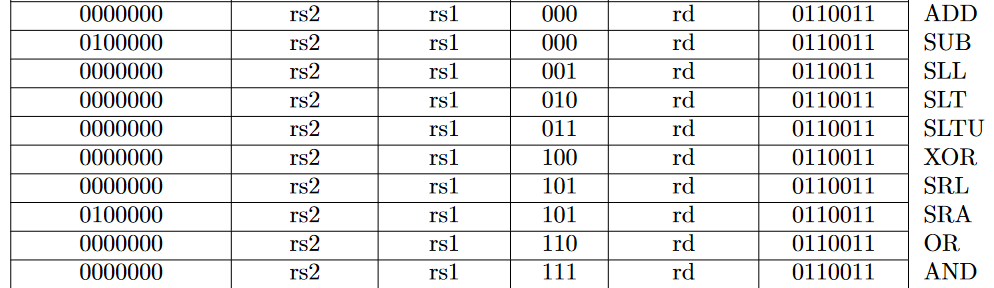 0000000 rs2 rs1 000 rd 0110011 ADD
0100000 rs2 rs1 000 rd 0110011 SUB
0000000 rs2 rs1 001 rd 0110011 SLL
0000000 rs2 rs1 010 rd 0110011 SLT
0000000 rs2 rs1 011 rd 0110011 SLTU
0000000 rs2 rs1 100 rd 0110011 XOR
0000000 rs2 rs1 101 rd 0110011 SRL
0100000 rs2 rs1 101 rd 0110011 SRA
0000000 rs2 rs1 110 rd 0110011 OR
0000000 rs2 rs1 111 rd 0110011 AND